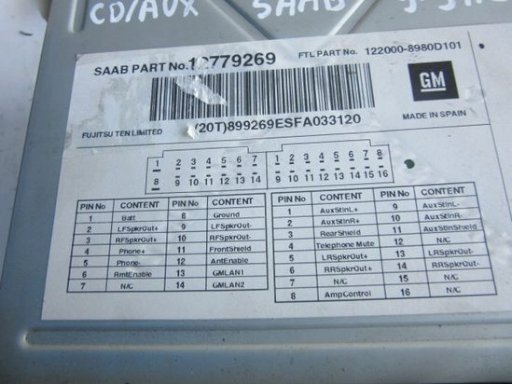 CD/AUX SAAB
SAAB PART No. 12779269 FTL PART No. 122000-8980D101
GM
FUJITSU TEN LIMITED (20T)899269ESFA033120 MADE IN SPAIN
1 2 3 4 5 6 7 1 2 3 4 5 6 7 8
8 9 10 11 12 13 14 9 10 11 12 13 14 15 16
PIN No CONTENT PIN No CONTENT PIN No CONTENT PIN No CONTENT
1 Batt 8 Ground 1 AuxStinL+ 9 AuxStinL-
2 LFSpkrOut+ 9 LFSpkrOut- 2 AuxStinR+ 10 AuxStinR-
3 RFSpkrOut+ 10 RFSpkrOut- 3 RearShield 11 AuxStinShield
4 Phone+ 11 FrontShield 4 Telephone Mute 12 N/C
5 Phone- 12 AntEnable 5 LRSpkrOut+ 13 LRSpkrOut-
6 RmtEnable 13 GMLAN1 6 RRSpkrOut+ 14 RRSpkrOut-
7 N/C 14 GMLAN2 7 N/C 15 N/C
8 AmpControl 16 N/C